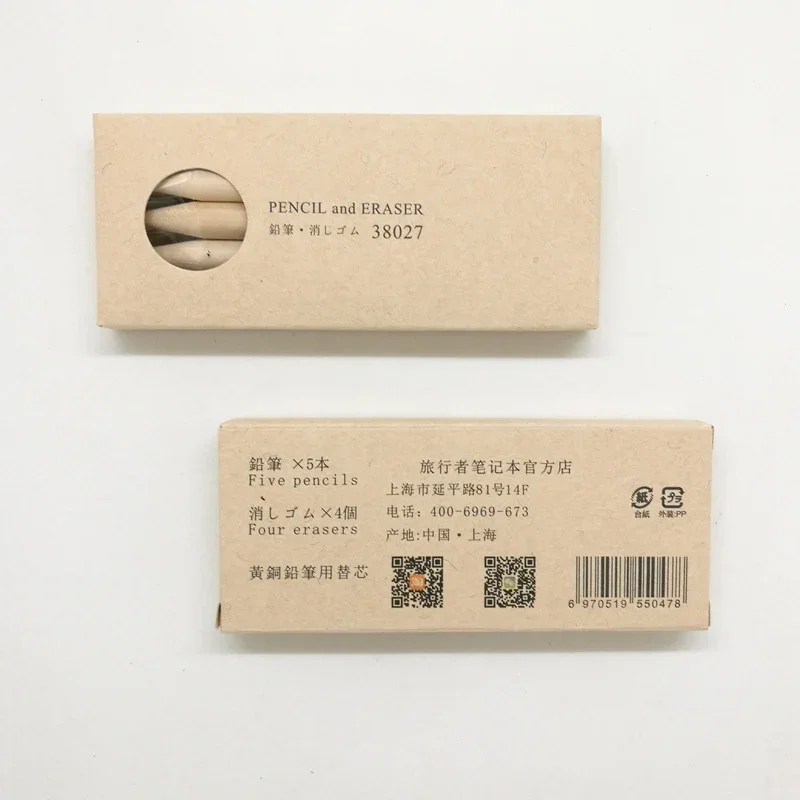 PENCIL and ERASER
鉛筆・消しゴム 38027
鉛筆 ×5本
Five pencils
消しゴム×4個
Four erasers
黄銅鉛筆用替芯
旅行者笔记本官方店
上海市延平路81号14F
电话: 400-6969-673
产地:中国・上海
紙
台紙
プラ
外装:PP
6 970519 550478